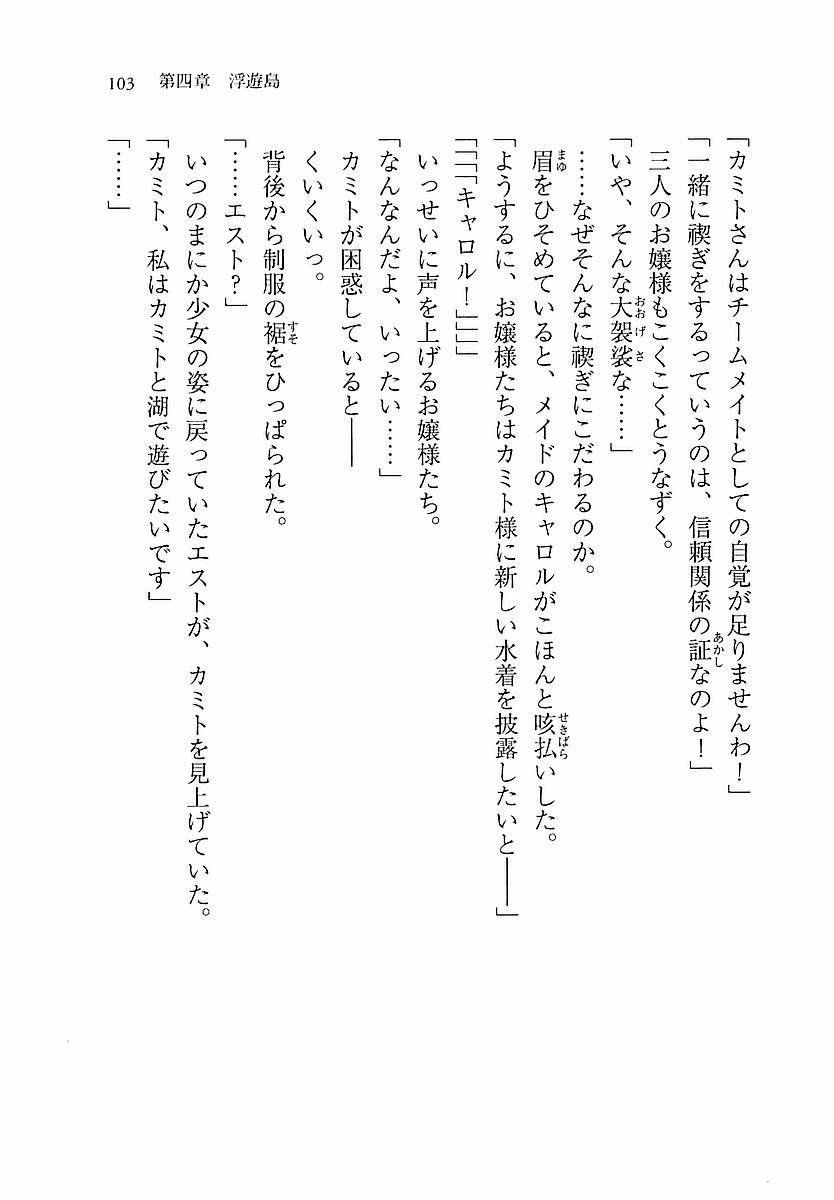 103 第四章 浮遊島
「カミトさんはチームメイトとしての自覚が足りませんわ！」
「一緒に禊ぎをするっていうのは、信頼関係の証なのよ！」
三人のお嬢様もこくこくとうなずく。
「いや、そんな大袈裟な……」
……なぜそんなに禊ぎにこだわるのか。
眉をひそめていると、メイドのキャロルがこほんと咳払いした。
「ようするに、お嬢様たちはカミト様に新しい水着を披露したいと――」
「「「「キャロル！」」」」
いっせいに声を上げるお嬢様たち。
「なんなんだよ、いったい……」
カミトが困惑していると――
くいくいっ。
背後から制服の裾をひっぱられた。
「……エスト？」
いつのまにか少女の姿に戻っていたエストが、カミトを見上げていた。
「カミト、私はカミトと湖で遊びたいです」
「……」